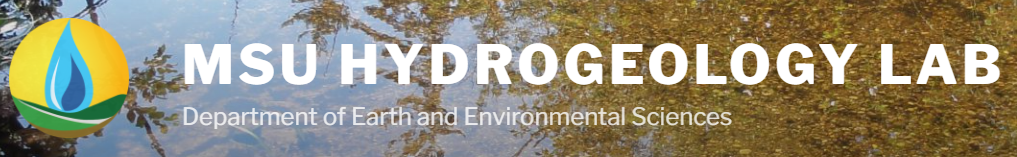 MSU HYDROGEOLOGY LAB
Department of Earth and Environmental Sciences